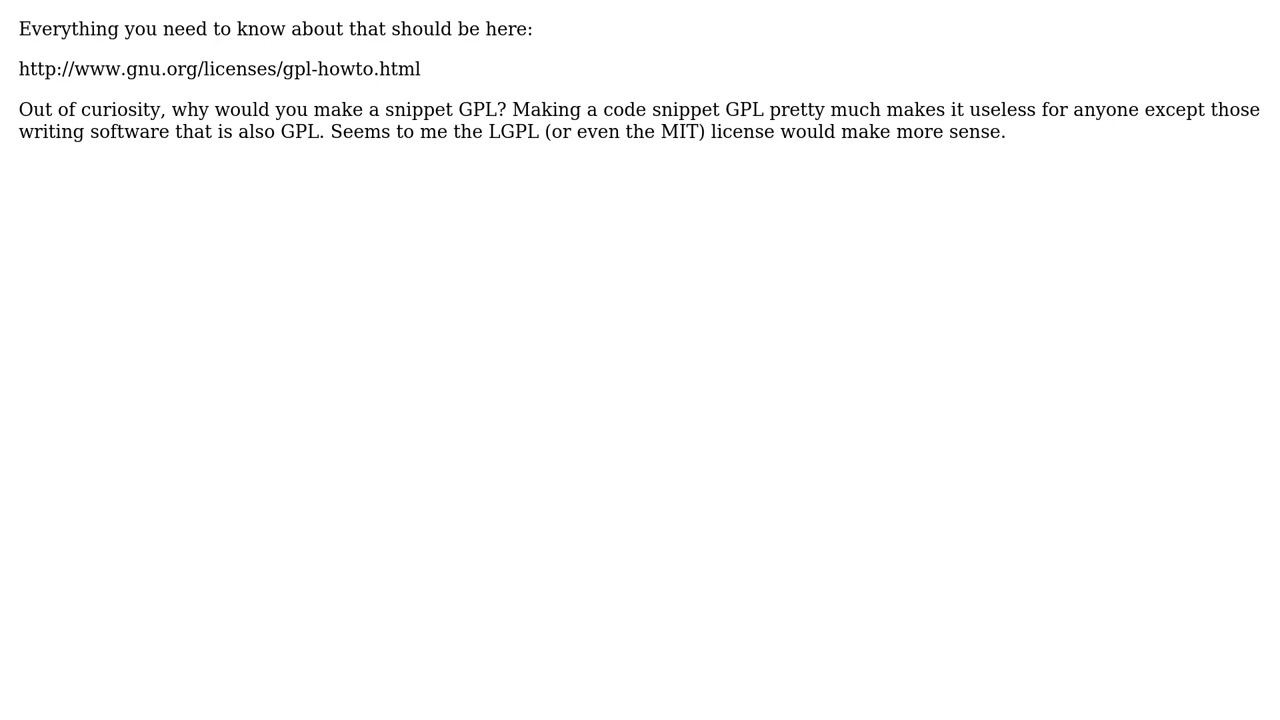 Everything you need to know about that should be here:
http://www.gnu.org/licenses/gpl-howto.html
Out of curiosity, why would you make a snippet GPL? Making a code snippet GPL pretty much makes it useless for anyone except those
writing software that is also GPL. Seems to me the LGPL (or even the MIT) license would make more sense.